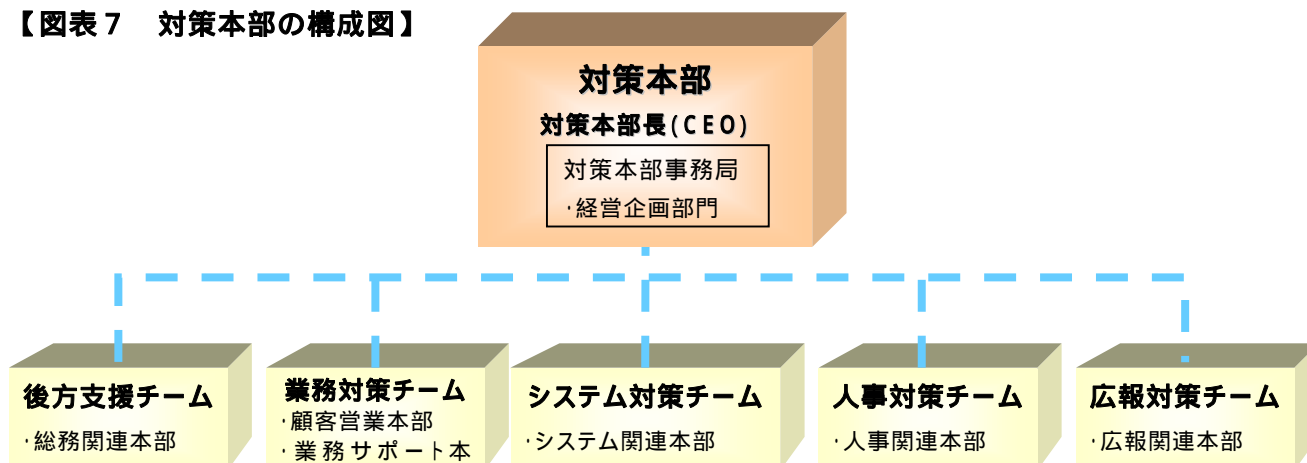 【図表７　対策本部の構成図】
対策本部
対策本部長(CEO)
対策本部事務局
・経営企画部門
後方支援チーム
・総務関連本部
業務対策チーム
・顧客営業本部
・業務サポート本
システム対策チーム
・システム関連本部
人事対策チーム
・人事関連本部
広報対策チーム
・広報関連本部